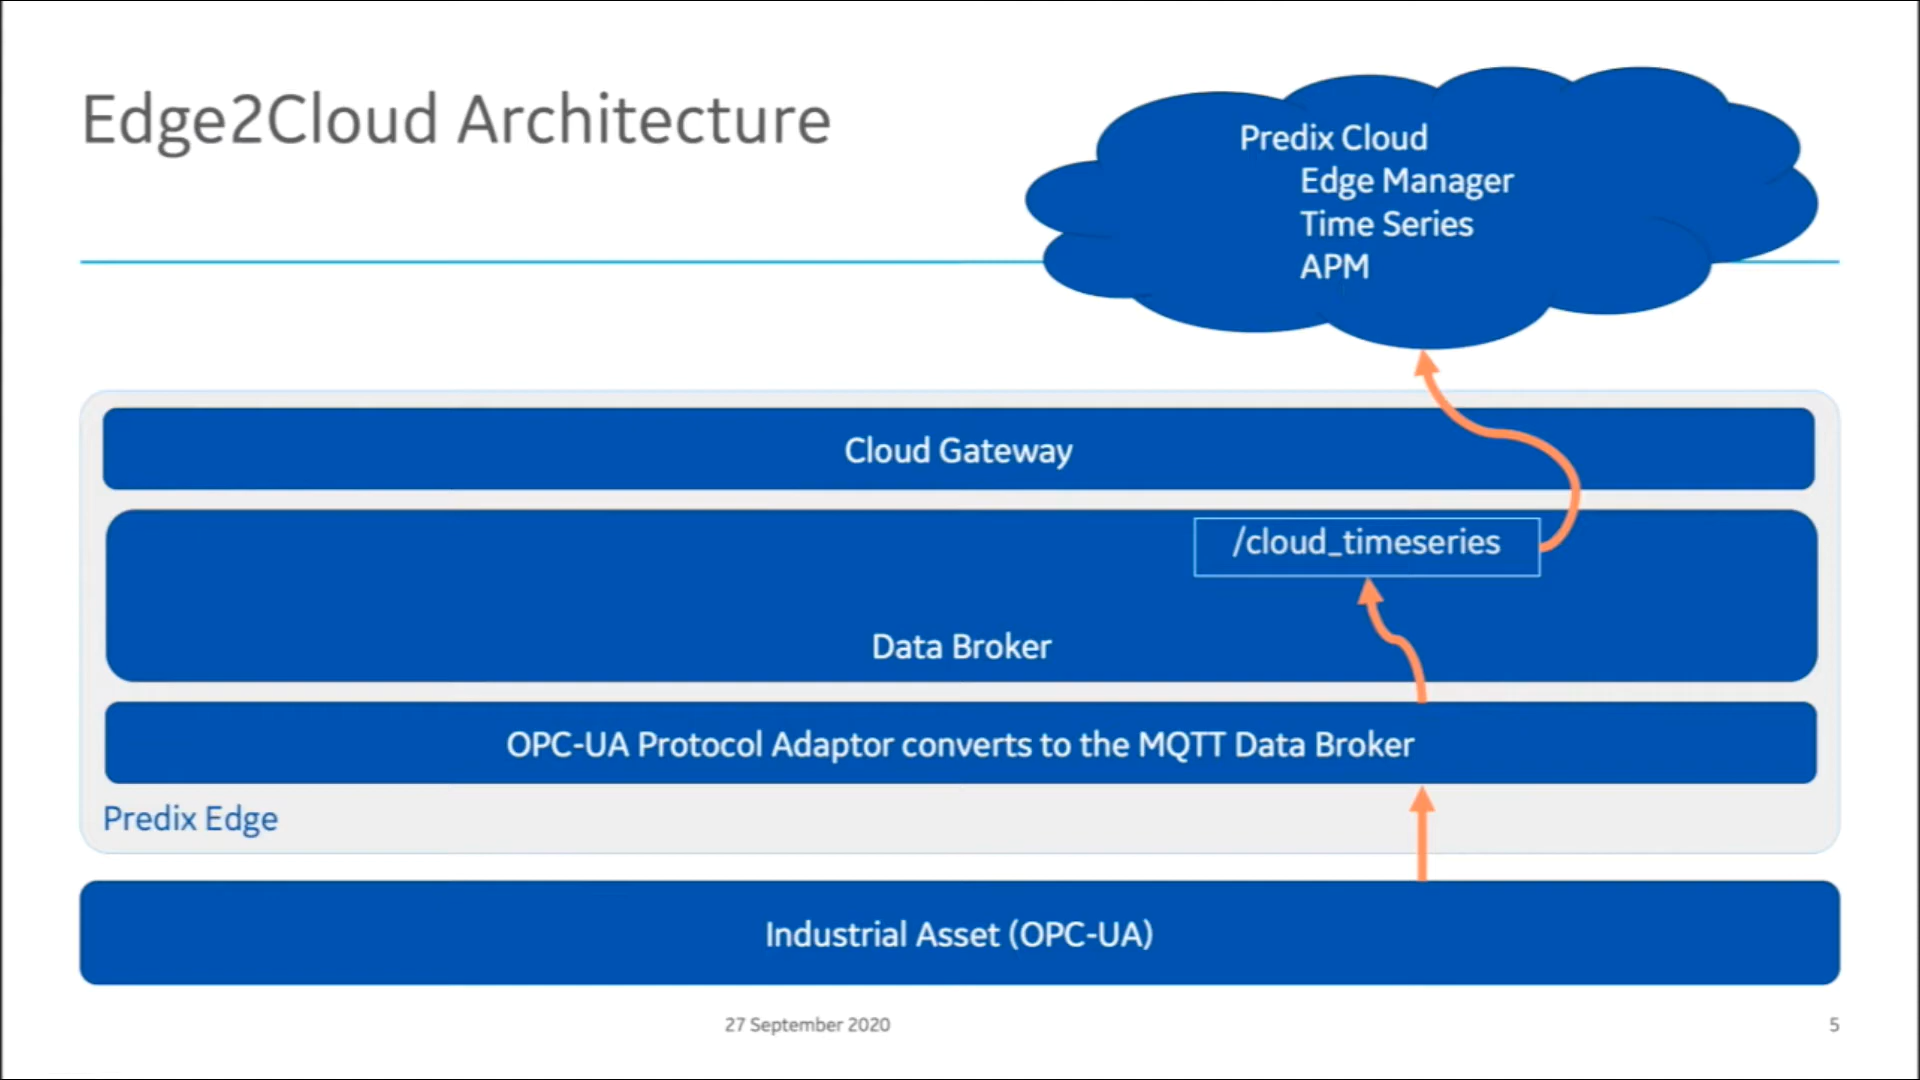 Edge2Cloud Architecture
Predix Cloud
Edge Manager
Time Series
APM
Cloud Gateway
/cloud_timeseries
Data Broker
OPC-UA Protocol Adaptor converts to the MQTT Data Broker
Predix Edge
Industrial Asset (OPC-UA)
27 September 2020
5